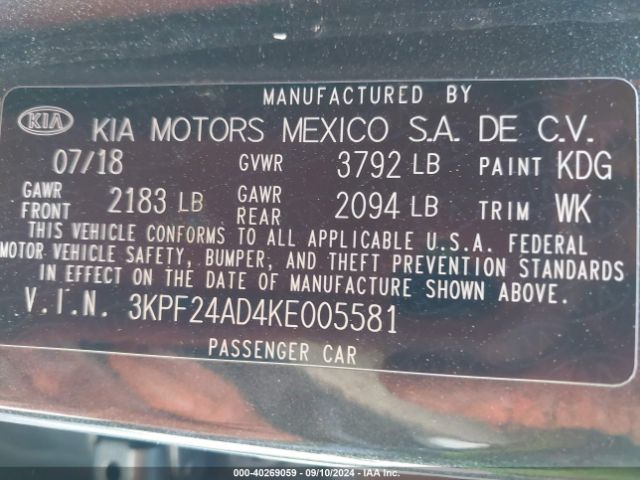 MANUFACTURED BY
KIA KIA MOTORS MEXICO S.A. DE C.V.
07/18 GVWR 3792 LB PAINT KDG
GAWR FRONT 2183 LB GAWR REAR 2094 LB TRIM WK
THIS VEHICLE CONFORMS TO ALL APPLICABLE U.S.A. FEDERAL
MOTOR VEHICLE SAFETY, BUMPER, AND THEFT PREVENTION STANDARDS
IN EFFECT ON THE DATE OF MANUFACTURE SHOWN ABOVE.
V.I.N. 3KPF24AD4KE005581
PASSENGER CAR
000-40269059 - 09/10/2024 - IAA Inc.